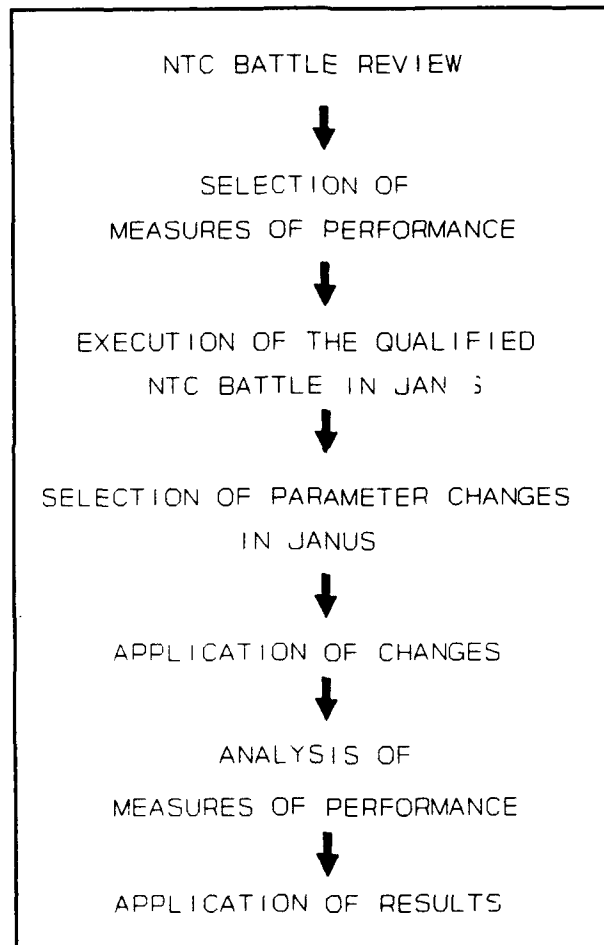 NTC BATTLE REVIEW
SELECTION OF
MEASURES OF PERFORMANCE
EXECUTION OF THE QUALIFIED
NTC BATTLE IN JAN S
SELECTION OF PARAMETER CHANGES
IN JANUS
APPLICATION OF CHANGES
ANALYSIS OF
MEASURES OF PERFORMANCE
APPLICATION OF RESULTS